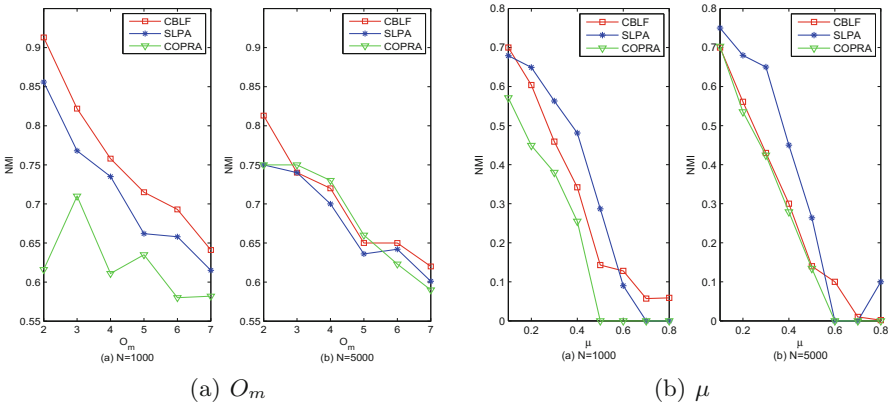 0.9
0.85
0.8
0.75
0.7
0.65
0.6
0.55
NMI
2 3 4 5 6 7
O_m
(a) N=1000
CBLF
SLPA
COPRA
0.9
0.85
0.8
0.75
0.7
0.65
0.6
0.55
NMI
2 3 4 5 6 7
O_m
(b) N=5000
CBLF
SLPA
COPRA
(a) O_m
0.8
0.7
0.6
0.5
0.4
0.3
0.2
0.1
0
NMI
0.2 0.4 0.6 0.8
μ
(a) N=1000
CBLF
SLPA
COPRA
0.8
0.7
0.6
0.5
0.4
0.3
0.2
0.1
0
NMI
0.2 0.4 0.6 0.8
μ
(b) N=5000
CBLF
SLPA
COPRA
(b) μ